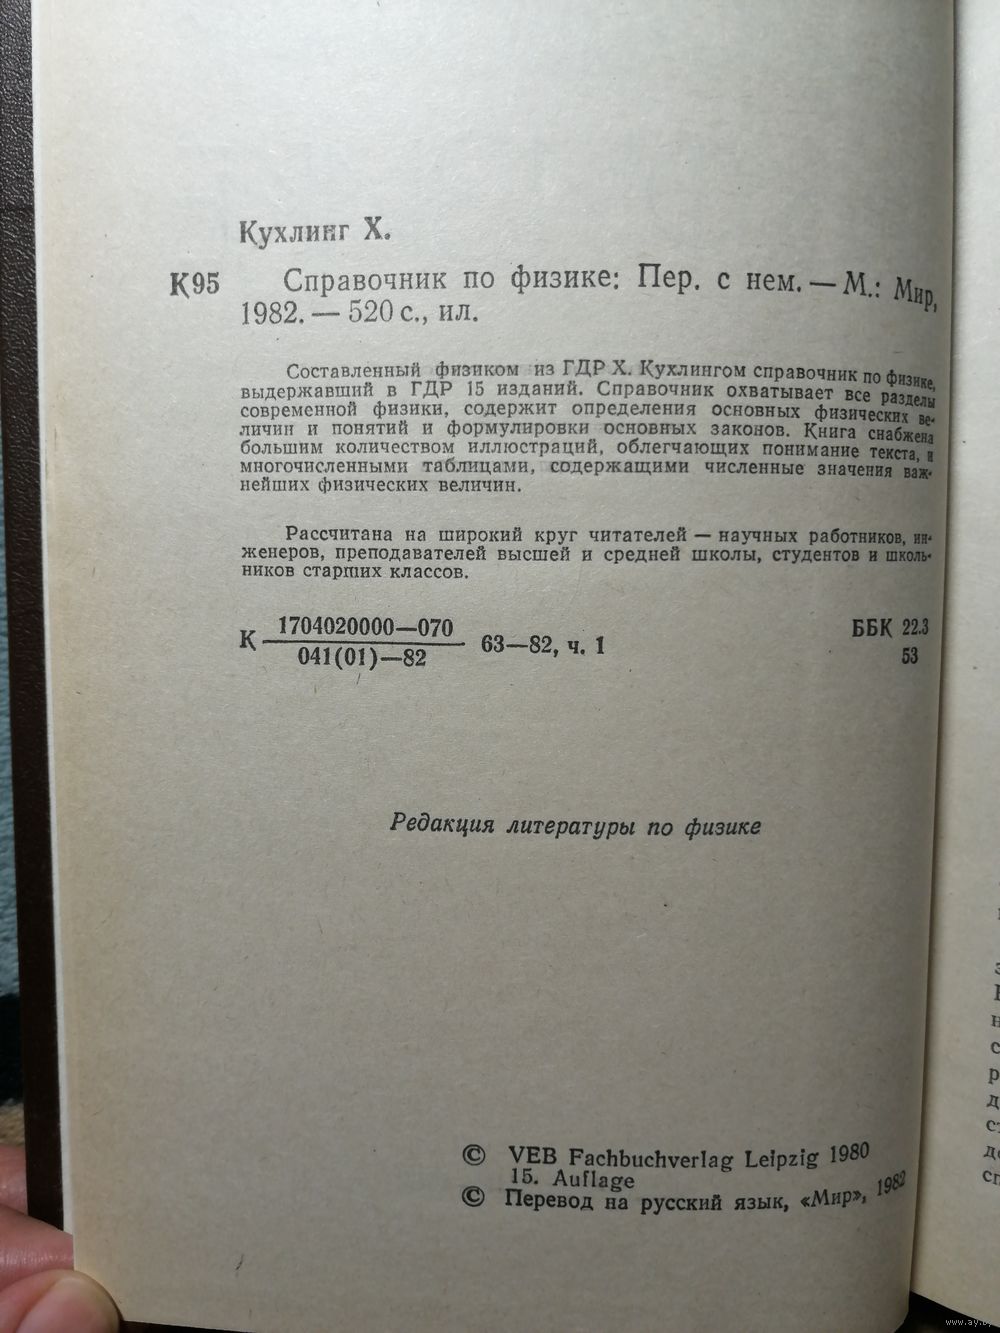 Кухлинг Х.
К95 Справочник по физике: Пер. с нем. — М.: Мир,
1982. — 520 с., ил.
Составленный физиком из ГДР Х. Кухлингом справочник по физике,
выдержавший в ГДР 15 изданий. Справочник охватывает все разделы
современной физики, содержит определения основных физических ве-
личин и понятий и формулировки основных законов. Книга снабжена
большим количеством иллюстраций, облегчающих понимание текста, и
многочисленными таблицами, содержащими численные значения важ-
нейших физических величин.
Рассчитана на широкий круг читателей — научных работников, ин-
женеров, преподавателей высшей и средней школы, студентов и школь-
ников старших классов.
К 1704020000—070
041(01)—82
63—82, ч. 1
ББК 22.3
53
Редакция литературы по физике
© VEB Fachbuchverlag Leipzig 1980
15. Auflage
© Перевод на русский язык, «Мир», 1982